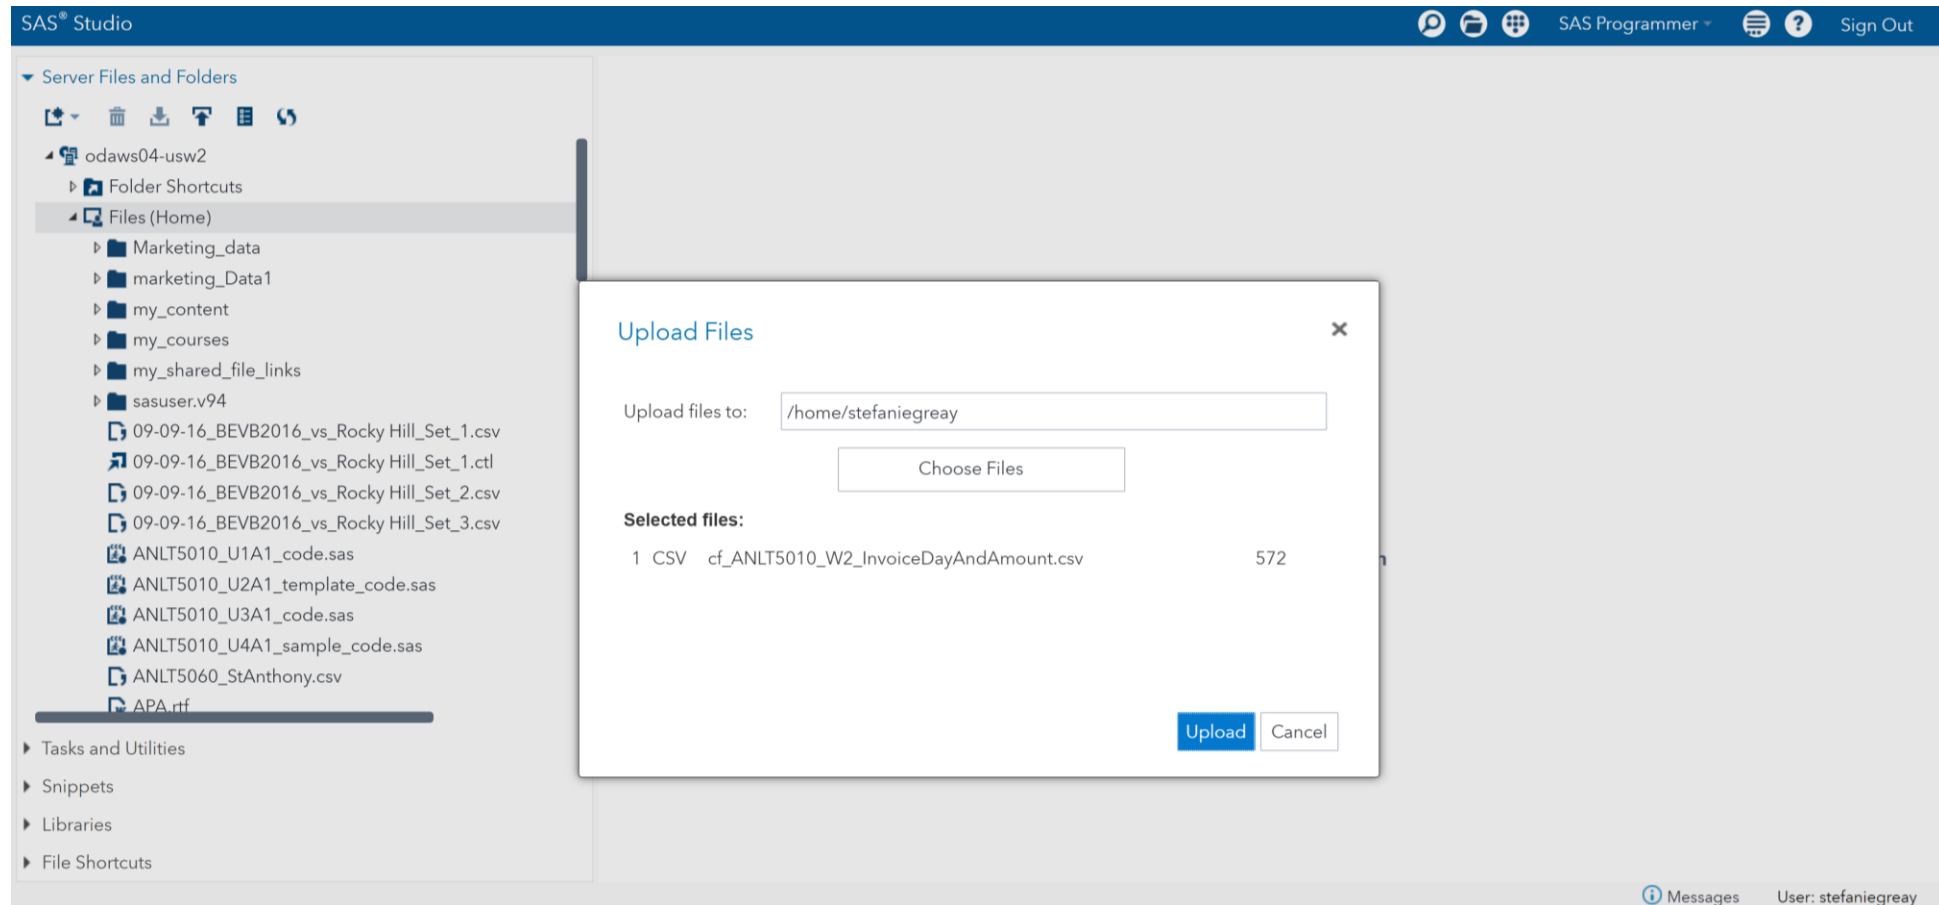 SAS® Studio
SAS Programmer
Sign Out
Server Files and Folders
odaws04-usw2
Folder Shortcuts
Files (Home)
Marketing_data
marketing_Data1
my_content
my_courses
my_shared_file_links
sasuser.v94
09-09-16_BEVB2016_vs_Rocky Hill_Set_1.csv
09-09-16_BEVB2016_vs_Rocky Hill_Set_1.ctl
09-09-16_BEVB2016_vs_Rocky Hill_Set_2.csv
09-09-16_BEVB2016_vs_Rocky Hill_Set_3.csv
ANLT5010_U1A1_code.sas
ANLT5010_U2A1_template_code.sas
ANLT5010_U3A1_code.sas
ANLT5010_U4A1_sample_code.sas
ANLT5060_StAnthony.csv
APA.rtf
Tasks and Utilities
Snippets
Libraries
File Shortcuts
Upload Files
Upload files to: /home/stefaniegreay
Choose Files
Selected files:
1 CSV cf_ANLT5010_W2_InvoiceDayAndAmount.csv 572
Upload Cancel
Messages User: stefaniegreay